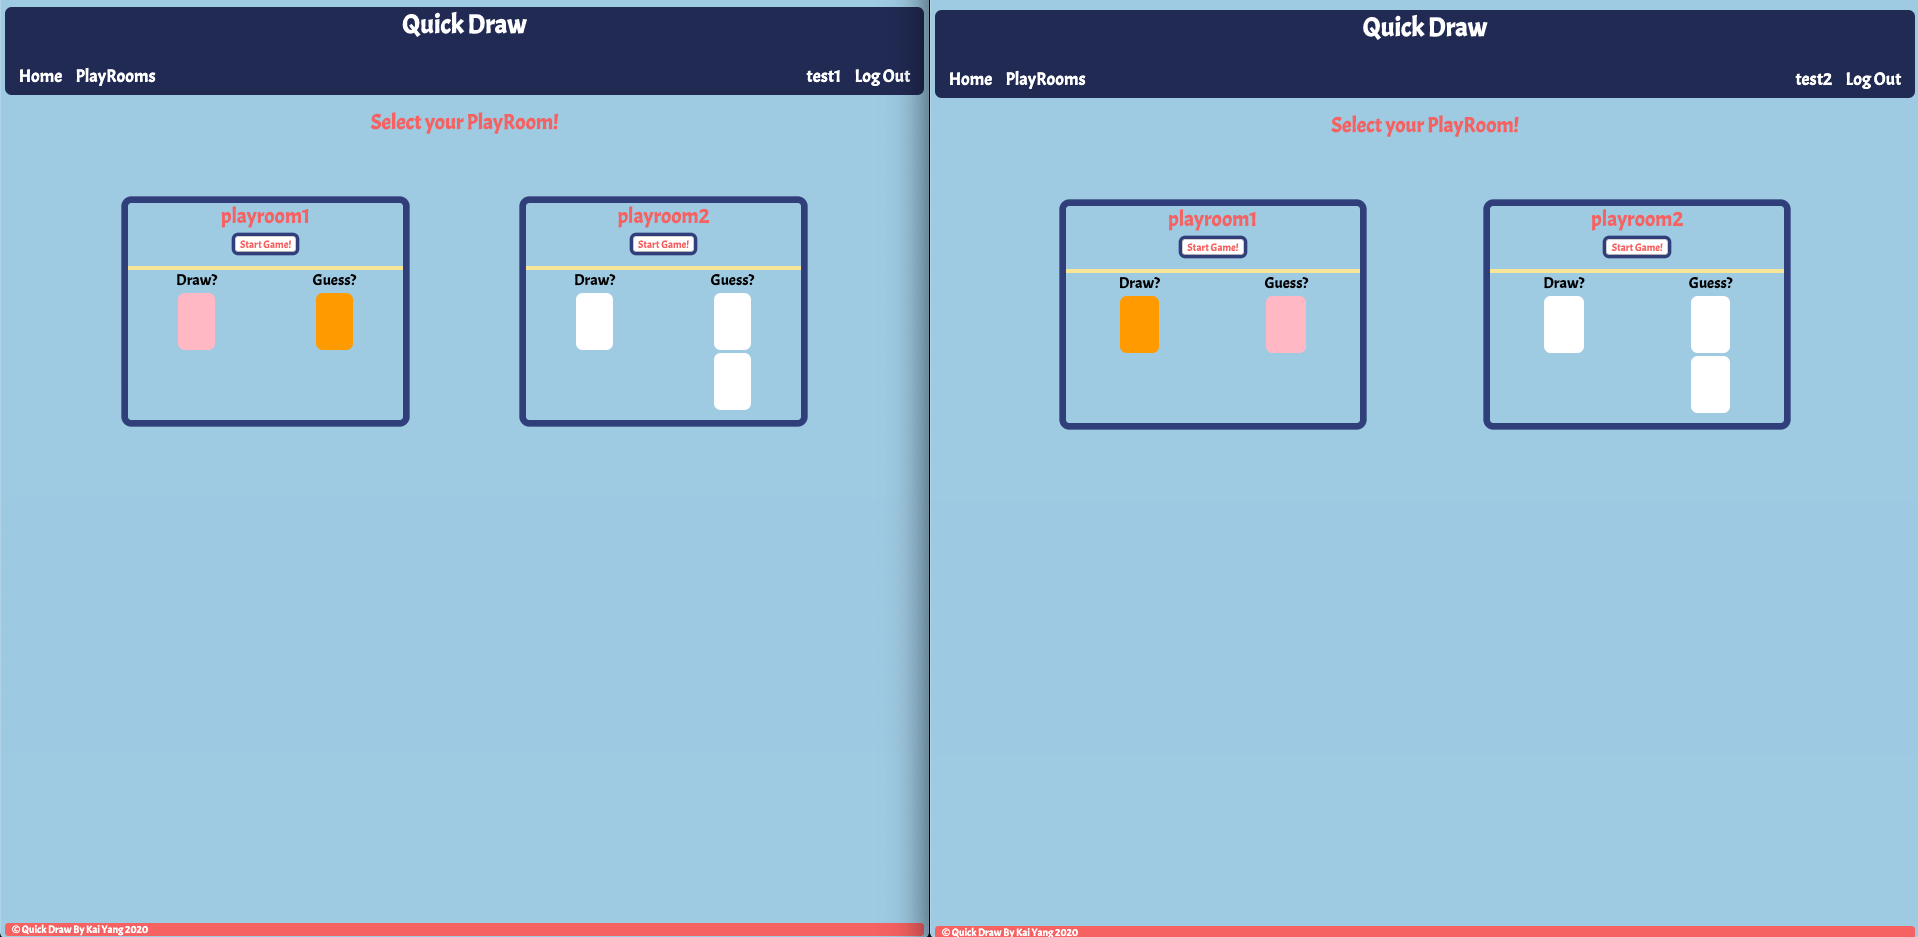 Quick Draw
Home PlayRooms test1 Log Out
Select your PlayRoom!
playroom1
Start Game!
Draw? Guess?
playroom2
Start Game!
Draw? Guess?
© Quick Draw By Kai Yang 2020
Quick Draw
Home PlayRooms test2 Log Out
Select your PlayRoom!
playroom1
Start Game!
Draw? Guess?
playroom2
Start Game!
Draw? Guess?
© Quick Draw By Kai Yang 2020